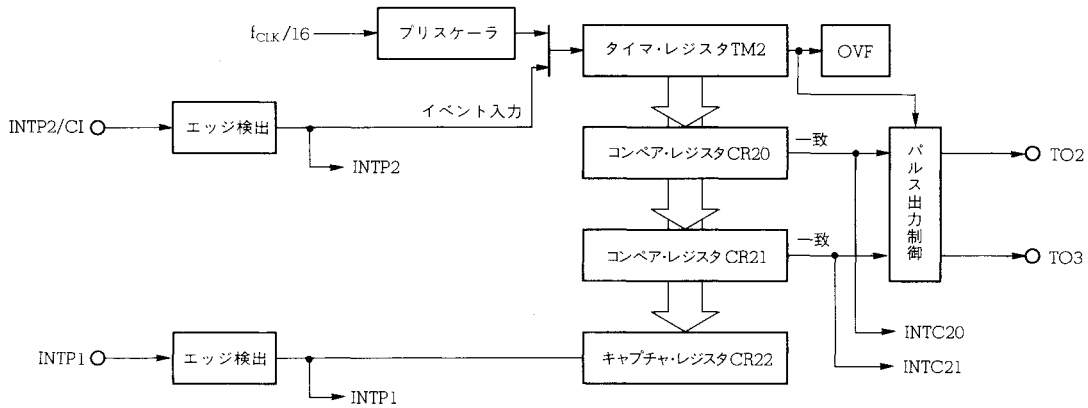 fCLK/16
プリスケーラ
タイマ・レジスタTM2
OVF
イベント入力
INTP2/CI
エッジ検出
INTP2
コンペア・レジスタCR20
一致
パルス出力制御
TO2
コンペア・レジスタCR21
一致
TO3
INTC20
INTP1
エッジ検出
キャプチャ・レジスタCR22
INTC21
INTP1